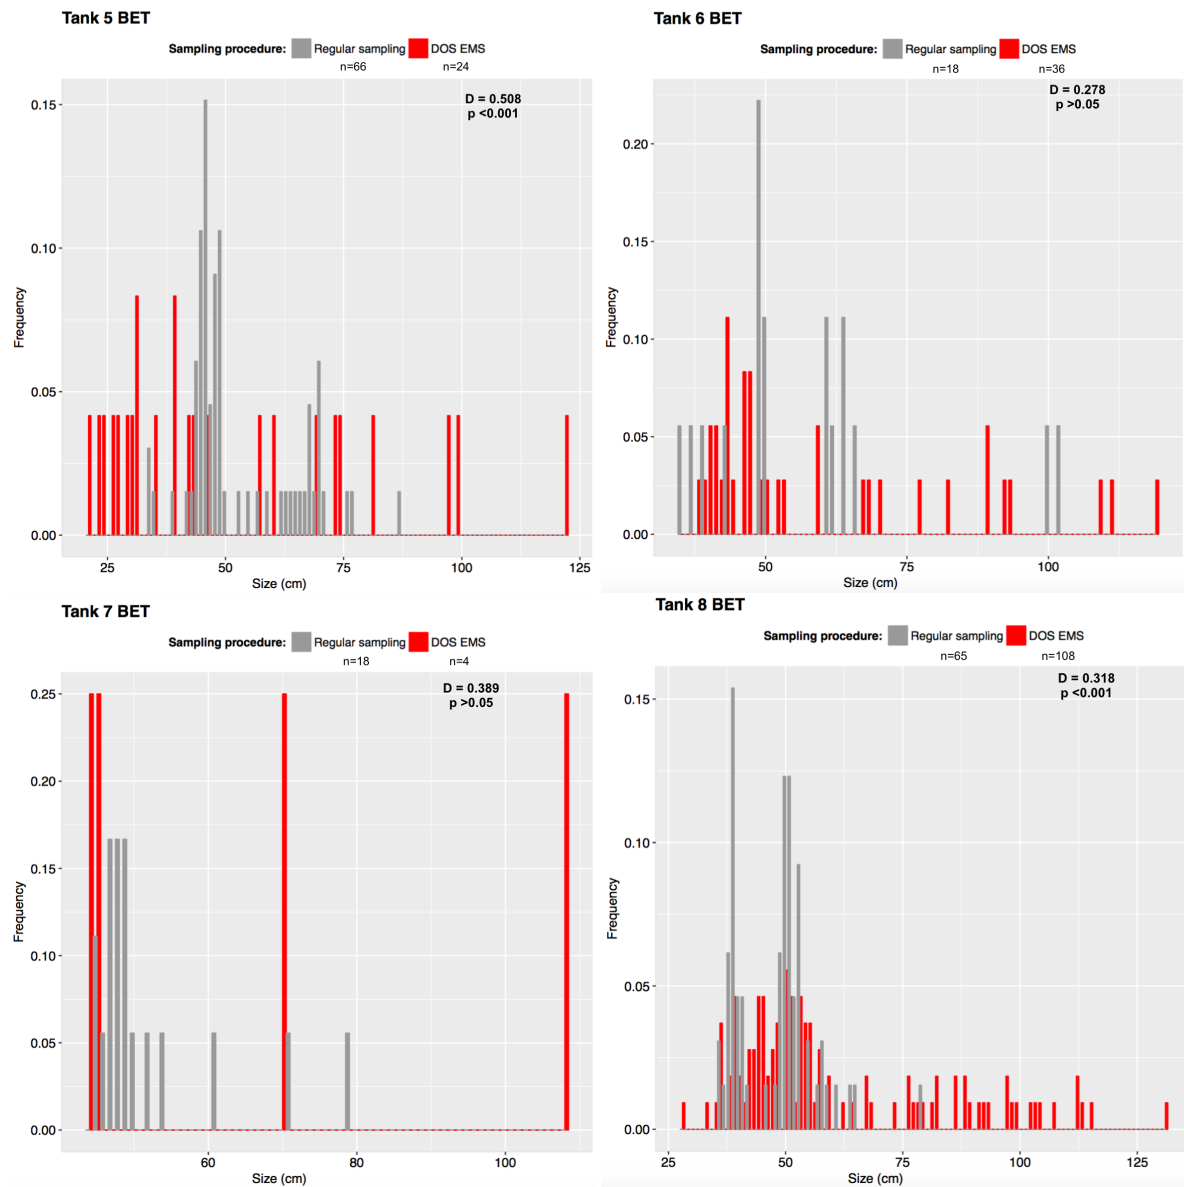 Tank 5 BET
Sampling procedure: Regular sampling DOS EMS
n=66 n=24
D = 0.508
p <0.001
0.15
0.10
0.05
0.00
Frequency
25 50 75 100 125
Size (cm)
Tank 6 BET
Sampling procedure: Regular sampling DOS EMS
n=18 n=36
D = 0.278
p >0.05
0.20
0.15
0.10
0.05
0.00
Frequency
50 75 100
Size (cm)
Tank 7 BET
Sampling procedure: Regular sampling DOS EMS
n=18 n=4
D = 0.389
p >0.05
0.25
0.20
0.15
0.10
0.05
0.00
Frequency
60 80 100
Size (cm)
Tank 8 BET
Sampling procedure: Regular sampling DOS EMS
n=65 n=108
D = 0.318
p <0.001
0.15
0.10
0.05
0.00
Frequency
25 50 75 100 125
Size (cm)